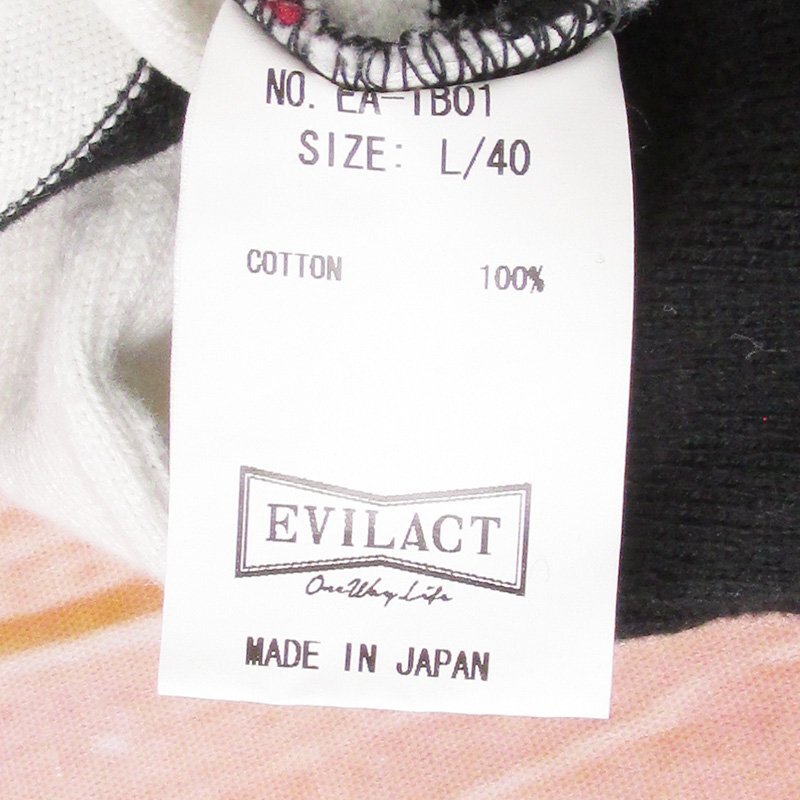 NO. EA-TB01
SIZE: L/40
COTTON 100%
EVILACT
One Way Life
MADE IN JAPAN